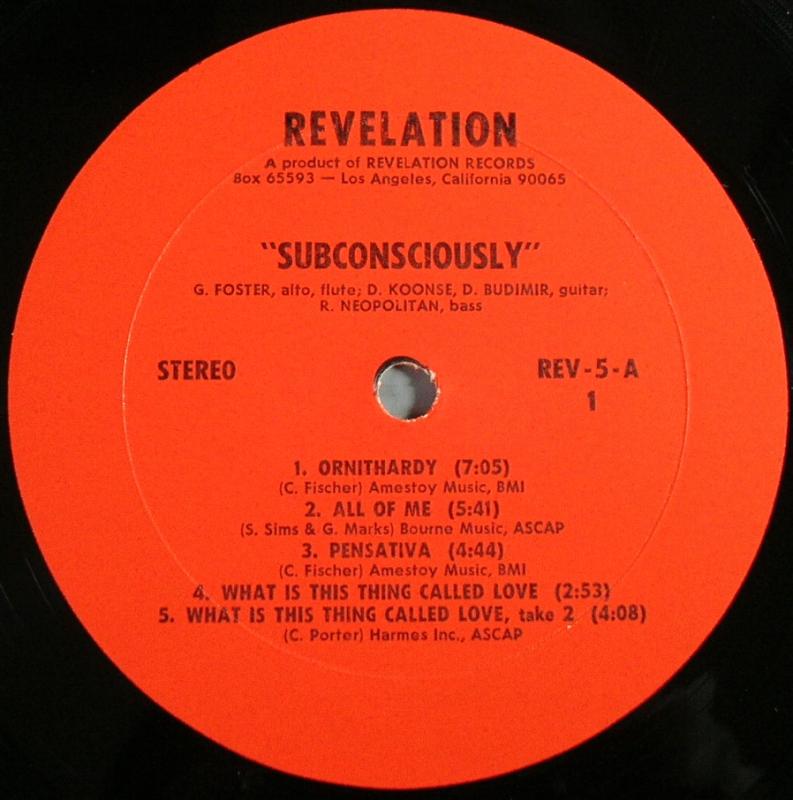 REVELATION
A product of REVELATION RECORDS
Box 65593 — Los Angeles, California 90065
"SUBCONSCIOUSLY"
G. FOSTER, alto, flute; D. KOONSE, D. BUDIMIR, guitar;
R. NEOPOLITAN, bass
STEREO
REV-5-A
1
1. ORNITHARDY (7:05)
(C. Fischer) Amestoy Music, BMI
2. ALL OF ME (5:41)
(S. Sims & G. Marks) Bourne Music, ASCAP
3. PENSATIVA (4:44)
(C. Fischer) Amestoy Music, BMI
4. WHAT IS THIS THING CALLED LOVE (2:53)
5. WHAT IS THIS THING CALLED LOVE, take 2 (4:08)
(C. Porter) Harmes Inc., ASCAP